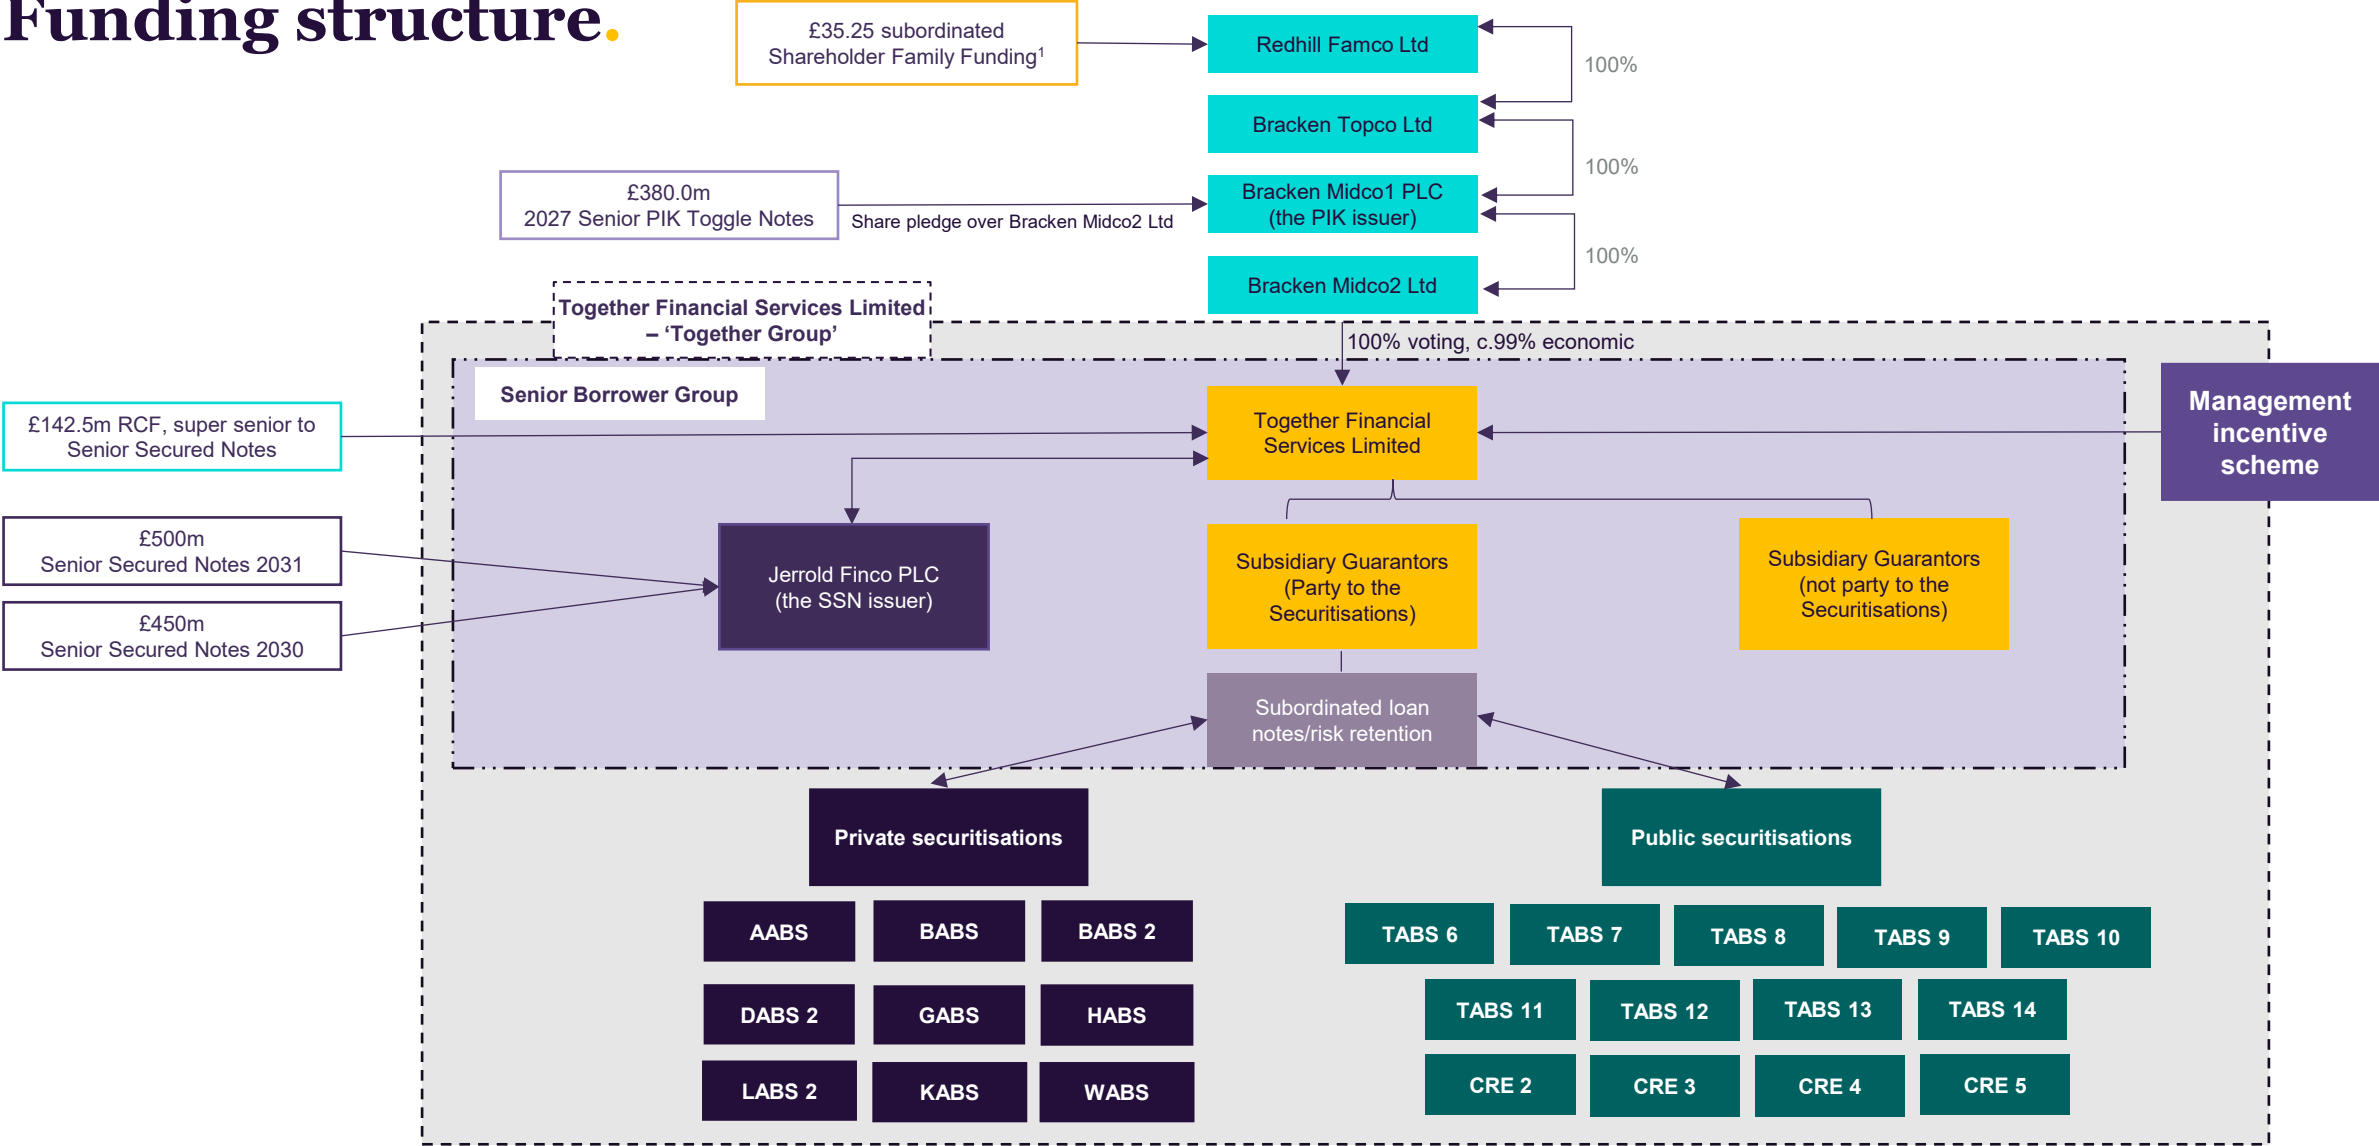 Funding structure.
£35.25 subordinated
Shareholder Family Funding¹
Redhill Famco Ltd
100%
Bracken Topco Ltd
100%
£380.0m
2027 Senior PIK Toggle Notes
Share pledge over Bracken Midco2 Ltd
Bracken Midco1 PLC
(the PIK issuer)
100%
Bracken Midco2 Ltd
Together Financial Services Limited
– ‘Together Group’
100% voting, c.99% economic
Senior Borrower Group
Management
incentive
scheme
£142.5m RCF, super senior to
Senior Secured Notes
Together Financial
Services Limited
£500m
Senior Secured Notes 2031
£450m
Senior Secured Notes 2030
Jerrold Finco PLC
(the SSN issuer)
Subsidiary Guarantors
(Party to the
Securitisations)
Subsidiary Guarantors
(not party to the
Securitisations)
Subordinated loan
notes/risk retention
Private securitisations
Public securitisations
AABS
BABS
BABS 2
DABS 2
GABS
HABS
LABS 2
KABS
WABS
TABS 6
TABS 7
TABS 8
TABS 9
TABS 10
TABS 11
TABS 12
TABS 13
TABS 14
CRE 2
CRE 3
CRE 4
CRE 5